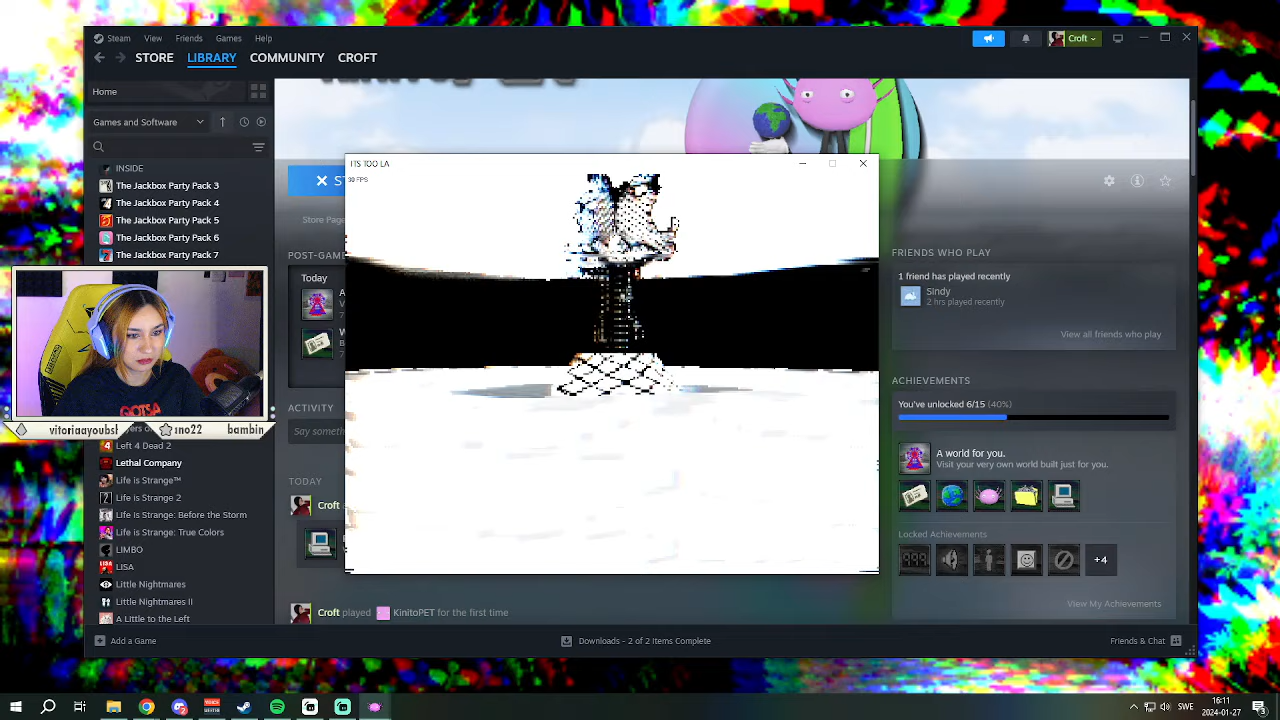 Steam View Friends Games Help
Croft
STORE LIBRARY COMMUNITY CROFT
Home
Games and Software
INSIDE
The Jackbox Party Pack 3
The Jackbox Party Pack 4
The Jackbox Party Pack 5
The Jackbox Party Pack 6
The Jackbox Party Pack 7
vitoriaayoubst
sno22
bambin
Left 4 Dead 2
Lethal Company
Life is Strange™
Life is Strange 2
Life is Strange: Before the Storm
Life is Strange: True Colors
LIMBO
LISA
Little Nightmares
Little Nightmares II
A Little to the Left
ST
Store Page
POST-GAM
Today
ACTIVITY
Say someth
TODAY
Croft
Croft played KinitoPET for the first time
ITS TOO LA
39 FPS
FRIENDS WHO PLAY
1 friend has played recently
Sindy
2 hrs played recently
View all friends who play
ACHIEVEMENTS
You've unlocked 6/15 (40%)
A world for you.
Visit your very own world built just for you.
Locked Achievements
+4
View My Achievements
Add a Game
Downloads - 2 of 2 Items Complete
Friends & Chat
SWE
16:11
2024-01-27